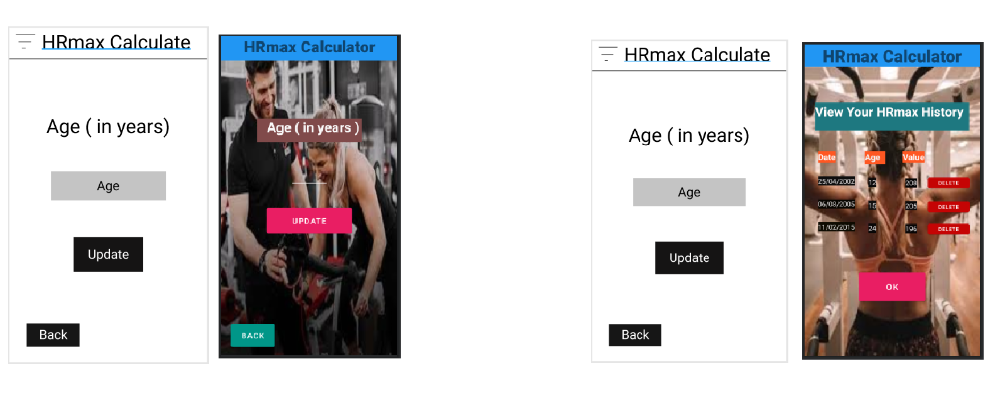 HRmax Calculate
Age ( in years)
Age
Update
Back
HRmax Calculator
Age ( in years )
UPDATE
BACK
HRmax Calculate
Age ( in years)
Age
Update
Back
HRmax Calculator
View Your HRmax History
Date Age Value
25/04/2002 12 208 DELETE
06/08/2005 15 205 DELETE
11/02/2015 24 196 DELETE
OK